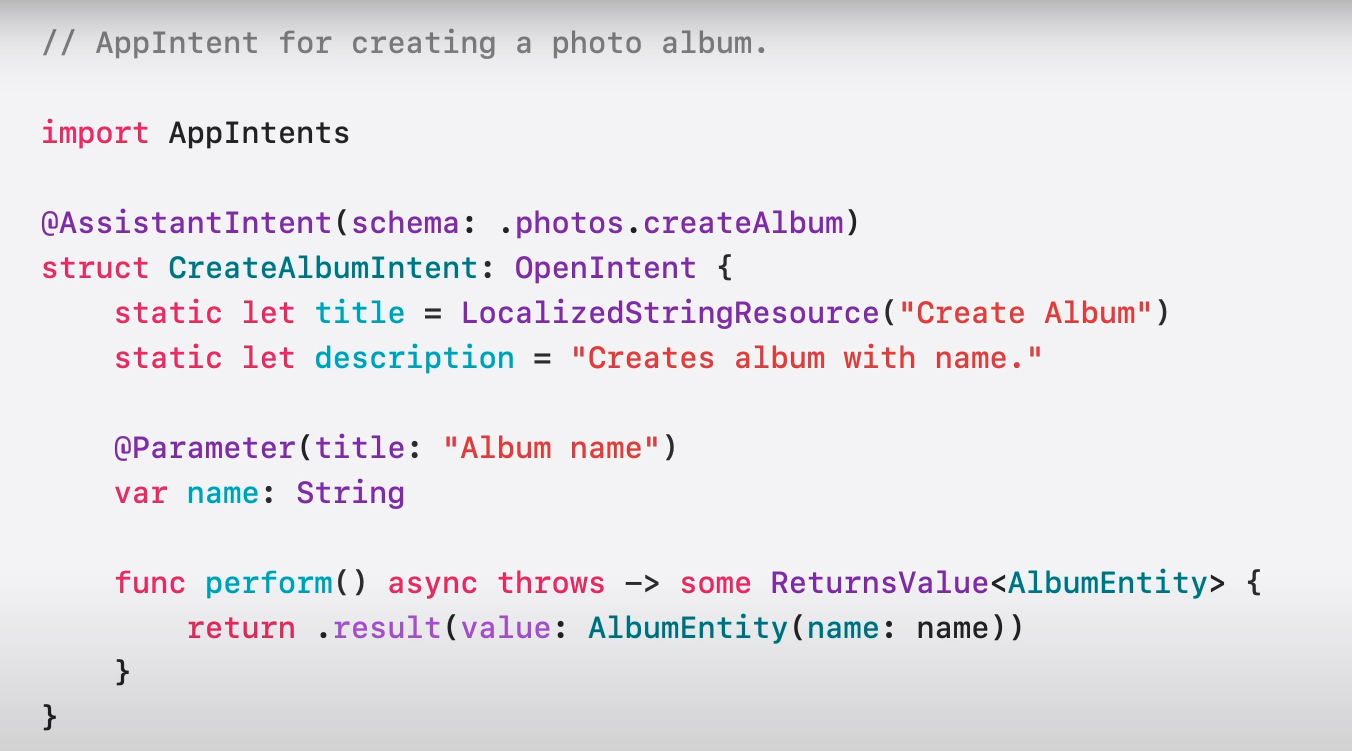 // AppIntent for creating a photo album.
import AppIntents
@AssistantIntent(schema: .photos.createAlbum)
struct CreateAlbumIntent: OpenIntent {
    static let title = LocalizedStringResource("Create Album")
    static let description = "Creates album with name."
    @Parameter(title: "Album name")
    var name: String
    func perform() async throws -> some ReturnsValue<AlbumEntity> {
        return .result(value: AlbumEntity(name: name))
    }
}